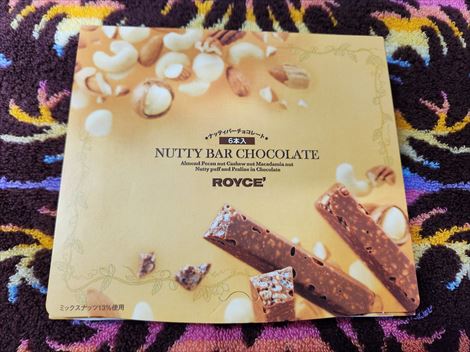 ナッティバーチョコレート
6本入
NUTTY BAR CHOCOLATE
Almond Pecan nut Cashew nut Macadamia nut
Nutty puff and Praline in Chocolate
ROYCE'
ミックスナッツ13%使用